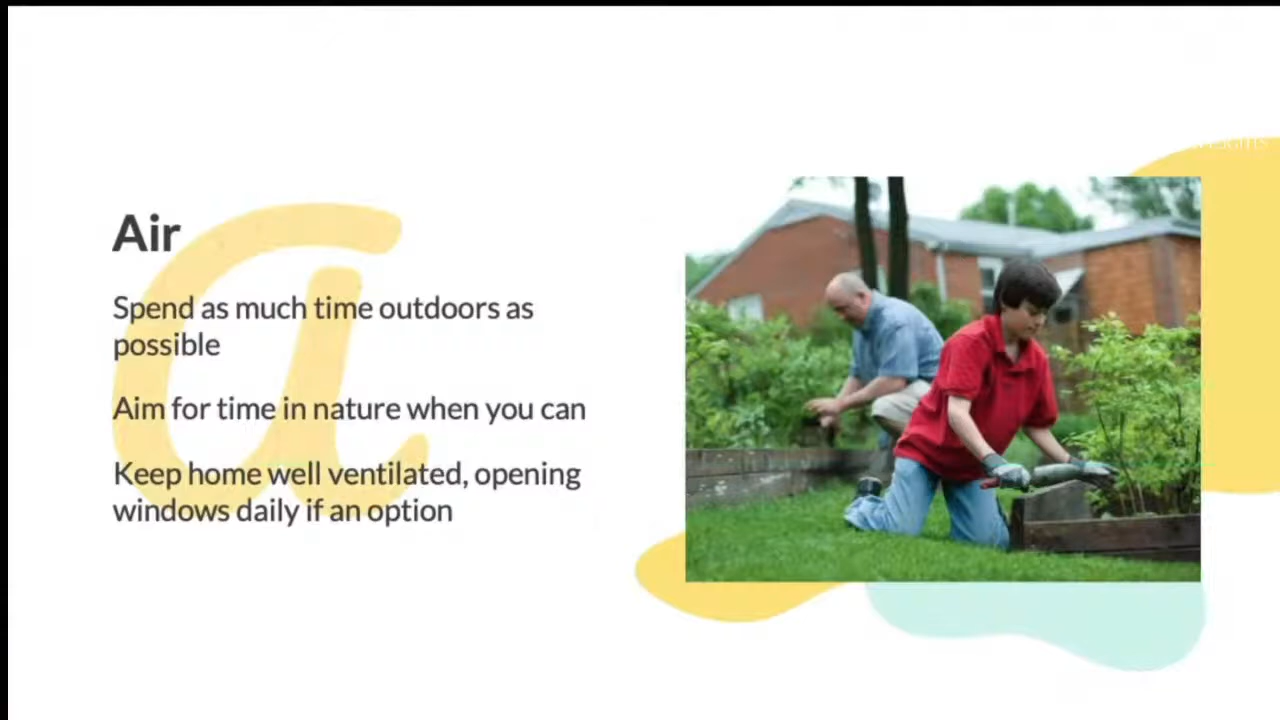 Air
Spend as much time outdoors as
possible
Aim for time in nature when you can
Keep home well ventilated, opening
windows daily if an option